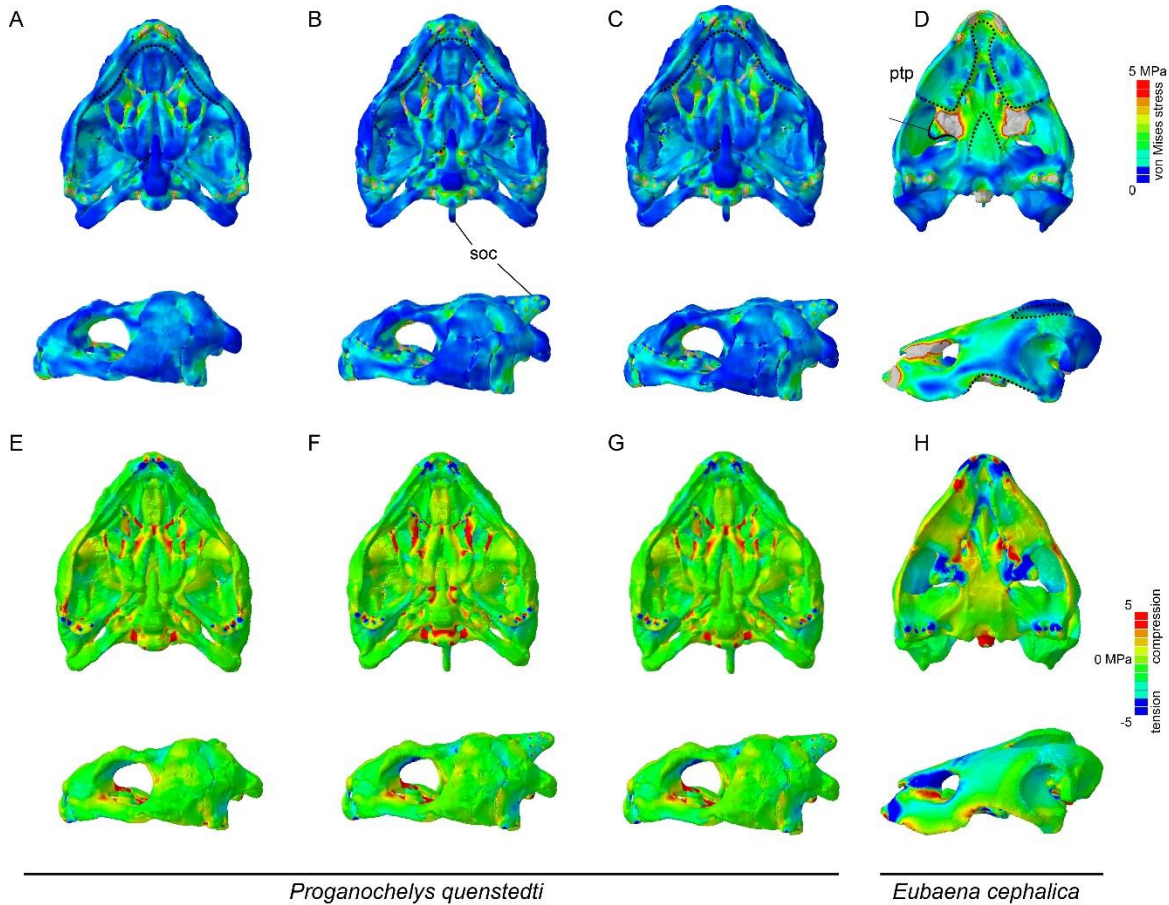 A
B
C
D
ptp
5 MPa
von Mises stress
0
soc
E
F
G
H
5
compression
0 MPa
tension
-5
Proganochelys quenstedti
Eubaena cephalica